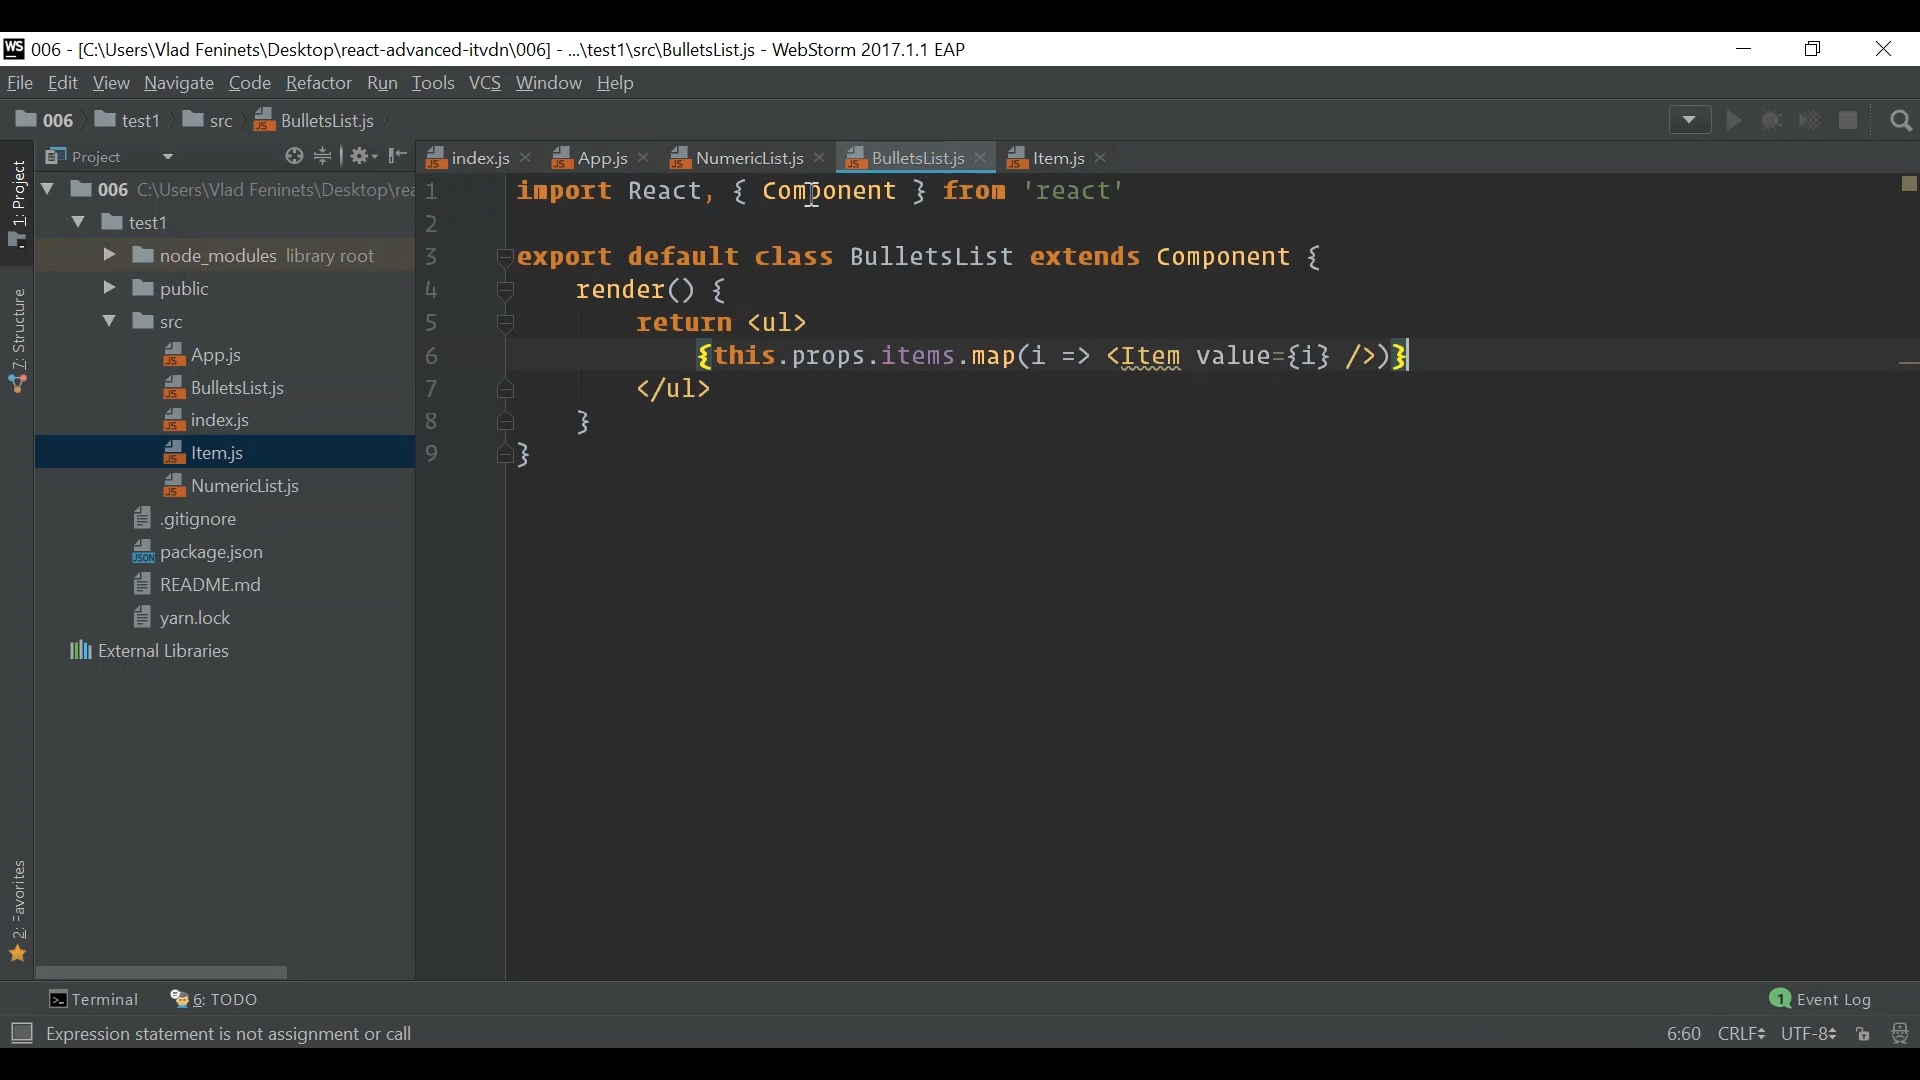 WS 006 - [C:\Users\Vlad Feninets\Desktop\react-advanced-itvdn\006] - ...\test1\src\BulletsList.js - WebStorm 2017.1.1 EAP
File Edit View Navigate Code Refactor Run Tools VCS Window Help
006 test1 src BulletsList.js
Project
index.js App.js NumericList.js BulletsList.js Item.js
1: Project
7: Structure
2: Favorites
006 C:\Users\Vlad Feninets\Desktop\rea
test1
node_modules library root
public
src
App.js
BulletsList.js
index.js
Item.js
NumericList.js
.gitignore
package.json
README.md
yarn.lock
External Libraries
1 import React, { Component } from 'react'
2
3 export default class BulletsList extends Component {
4 render() {
5 return <ul>
6 {this.props.items.map(i => <Item value={i} />)}
7 </ul>
8 }
9 }
Terminal 6: TODO 1 Event Log
Expression statement is not assignment or call 6:60 CRLF UTF-8